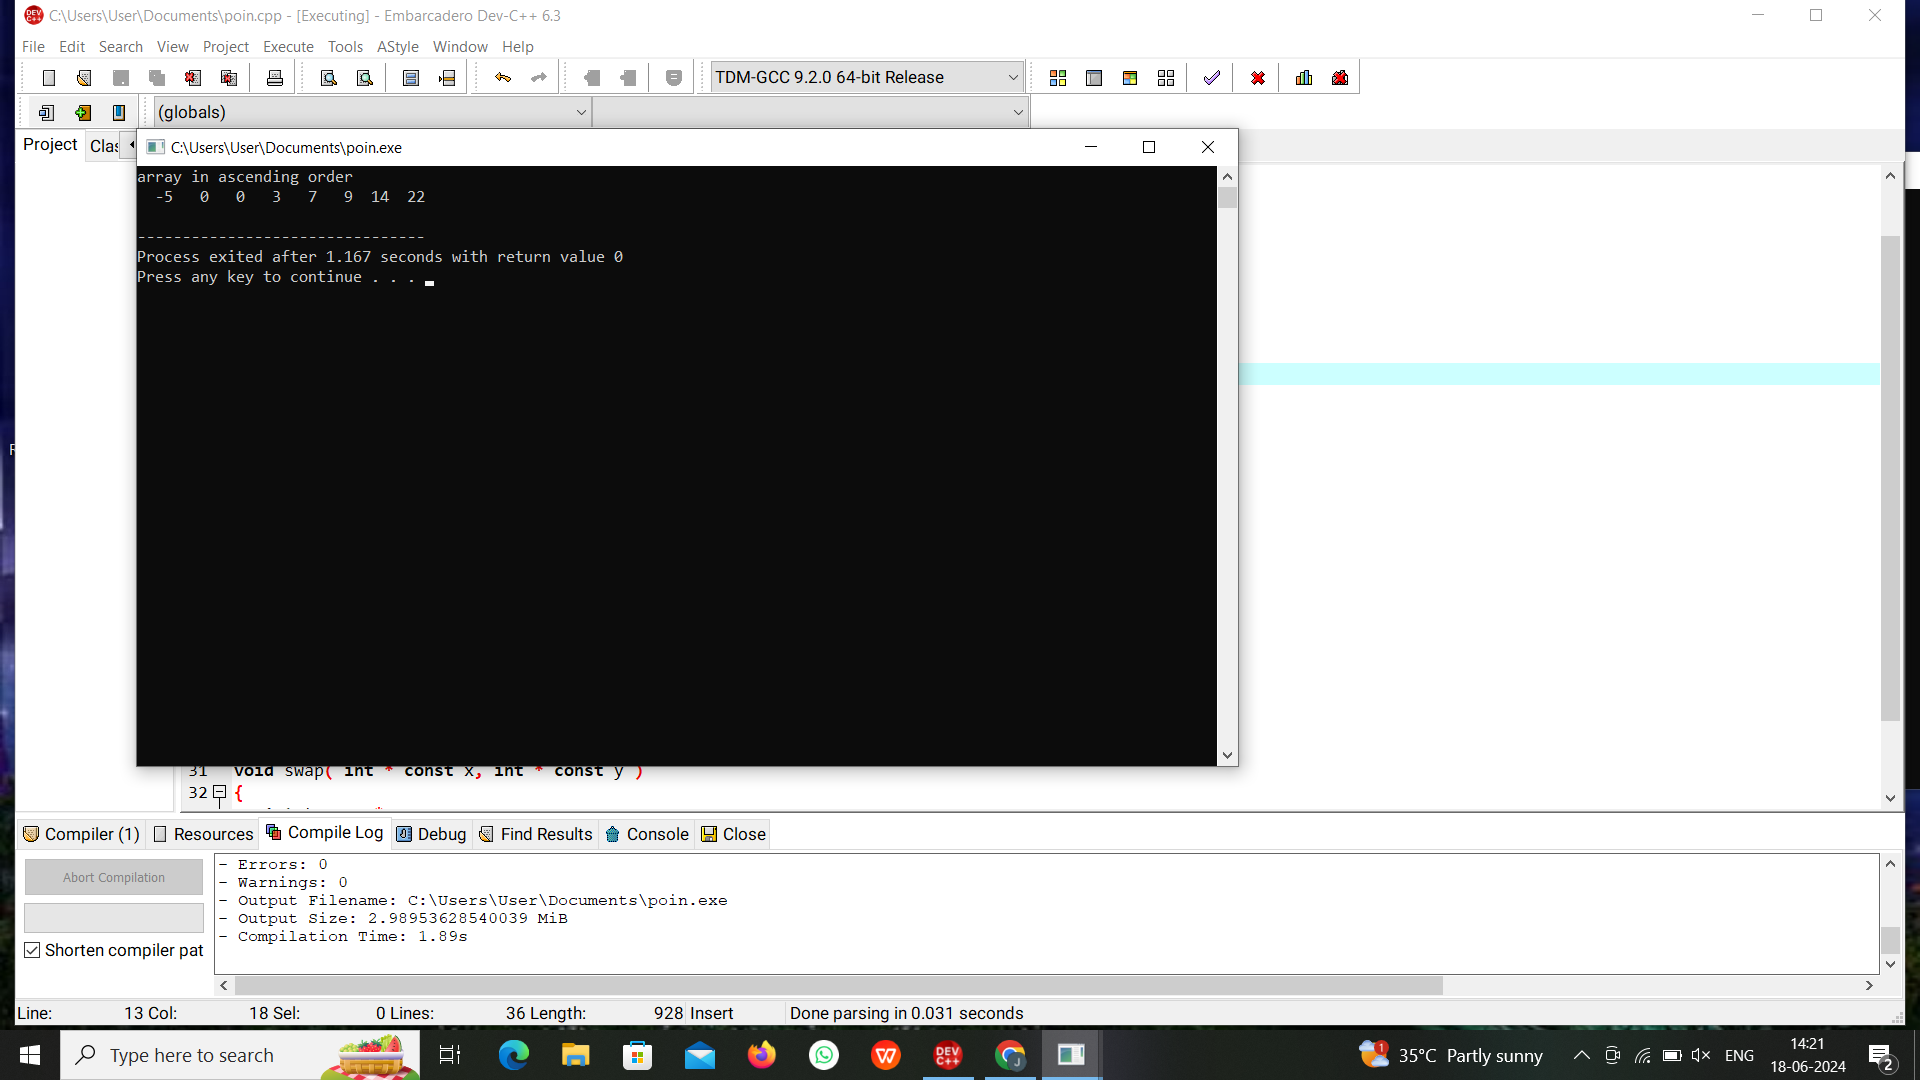 C:\Users\User\Documents\poin.cpp - [Executing] - Embarcadero Dev-C++ 6.3
File Edit Search View Project Execute Tools AStyle Window Help
TDM-GCC 9.2.0 64-bit Release
(globals)
Project Clas
C:\Users\User\Documents\poin.exe
array in ascending order
-5 0 0 3 7 9 14 22
--------------------------------
Process exited after 1.167 seconds with return value 0
Press any key to continue . . .
31 void swap( int * const x, int * const y )
32 {
Compiler (1) Resources Compile Log Debug Find Results Console Close
Abort Compilation
Shorten compiler pat
- Errors: 0
- Warnings: 0
- Output Filename: C:\Users\User\Documents\poin.exe
- Output Size: 2.98953628540039 MiB
- Compilation Time: 1.89s
Line: 13 Col: 18 Sel: 0 Lines: 36 Length: 928 Insert Done parsing in 0.031 seconds
Type here to search
35°C Partly sunny
ENG
14:21
18-06-2024
2